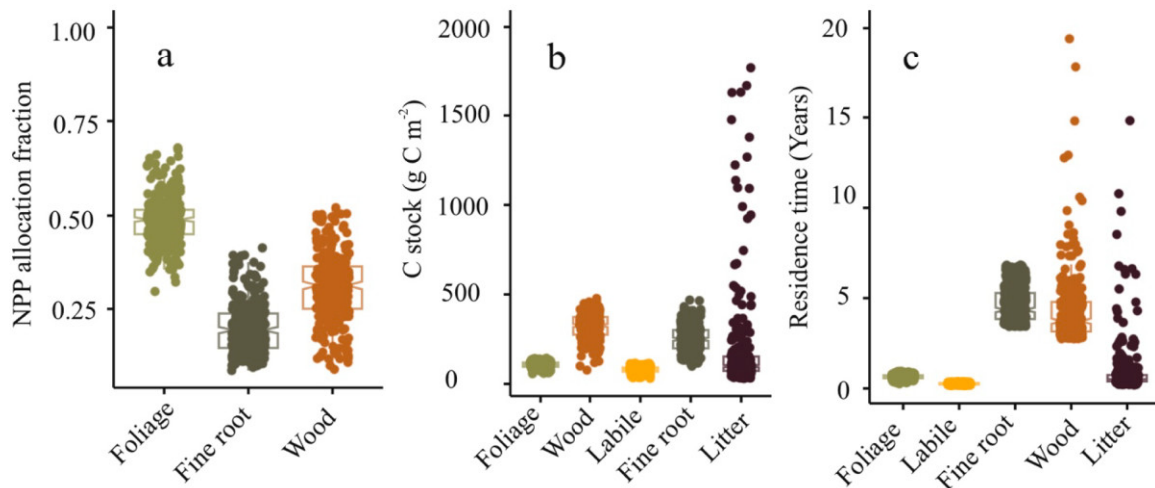 a
NPP allocation fraction
1.00
0.75
0.50
0.25
Foliage
Fine root
Wood
b
C stock (g C m⁻²)
2000
1500
1000
500
0
Foliage
Wood
Labile
Fine root
Litter
c
Residence time (Years)
20
15
10
5
0
Foliage
Labile
Fine root
Wood
Litter